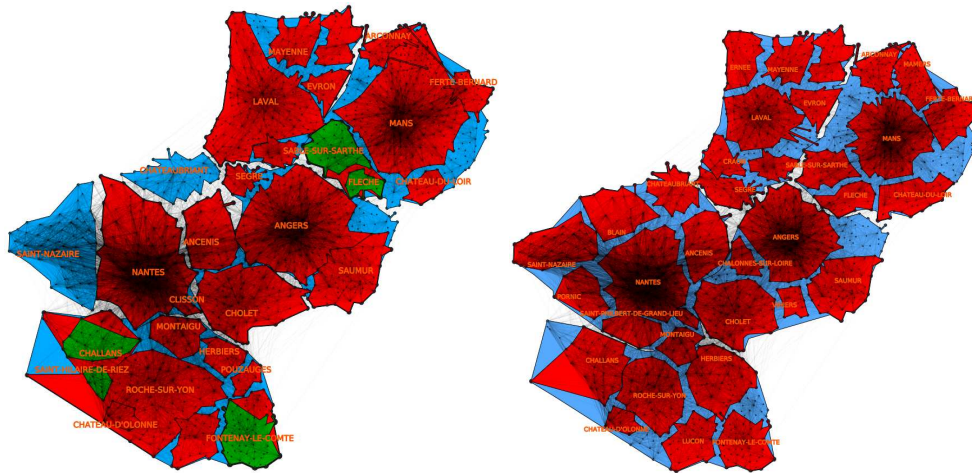 ARCONNAY
MAYENNE
FERTE-BERNARD
EVRON
LAVAL
MANS
SABLE-SUR-SARTHE
CHATEAUBRIANT
SEGRE
FLECHE
CHATEAU-DU-LOIR
ANCENIS
ANGERS
SAINT-NAZAIRE
NANTES
SAUMUR
CLISSON
CHOLET
MONTAIGU
CHALLANS
HERBIERS
SAINT-HILAIRE-DE-RIEZ
POUZAUGES
ROCHE-SUR-YON
CHATEAU-D'OLONNE
FONTENAY-LE-COMTE
ARCONNAY
ERNEE
MAYENNE
MAMERS
FERTE-BERNARD
EVRON
LAVAL
MANS
CRAON
SABLE-SUR-SARTHE
CHATEAUBRIANT
SEGRE
FLECHE
CHATEAU-DU-LOIR
BLAIN
ANGERS
ANCENIS
CHALONNES-SUR-LOIRE
SAINT-NAZAIRE
NANTES
SAUMUR
PORNIC
SAINT-PHILBERT-DE-GRAND-LIEU
CHOLET
MONTAIGU
CHALLANS
HERBIERS
ROCHE-SUR-YON
CHATEAU-D'OLONNE
LUCON
FONTENAY-LE-COMTE